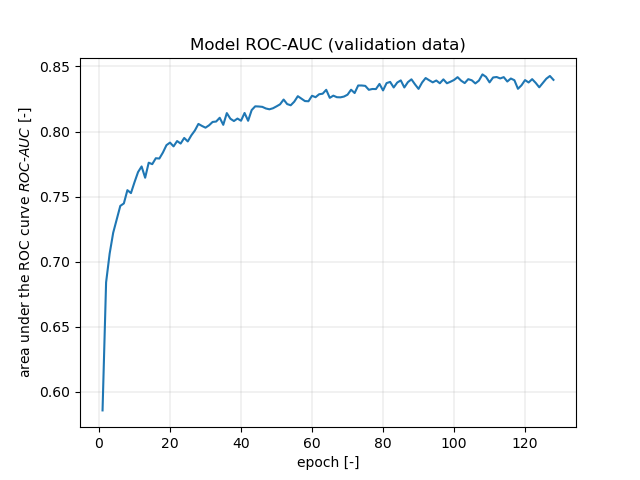 Model ROC-AUC (validation data)
area under the ROC curve ROC-AUC [-]
0.85
0.80
0.75
0.70
0.65
0.60
0 20 40 60 80 100 120
epoch [-]